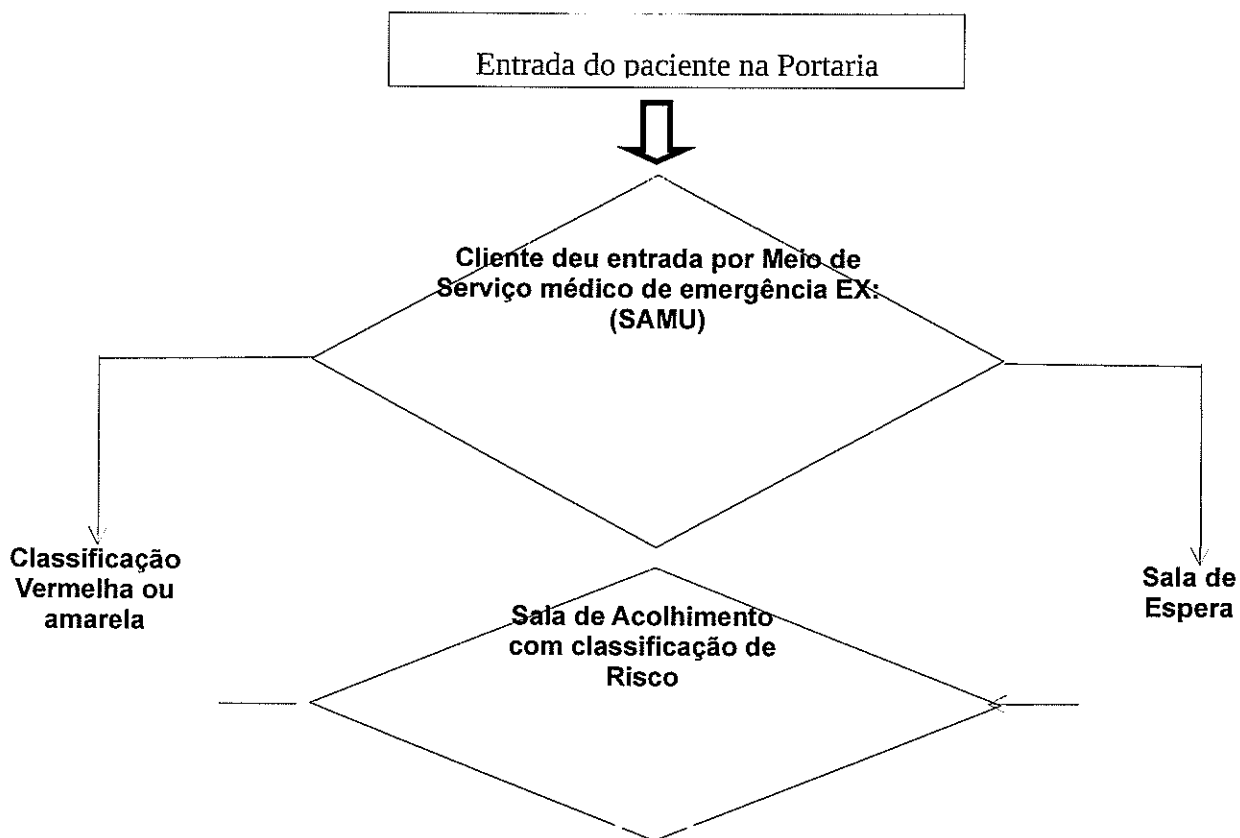 Entrada do paciente na Portaria
Cliente deu entrada por Meio de
Serviço médico de emergência EX:
(SAMU)
Classificação
Vermelha ou
amarela
Sala de
Espera
Sala de Acolhimento
com classificação de
Risco